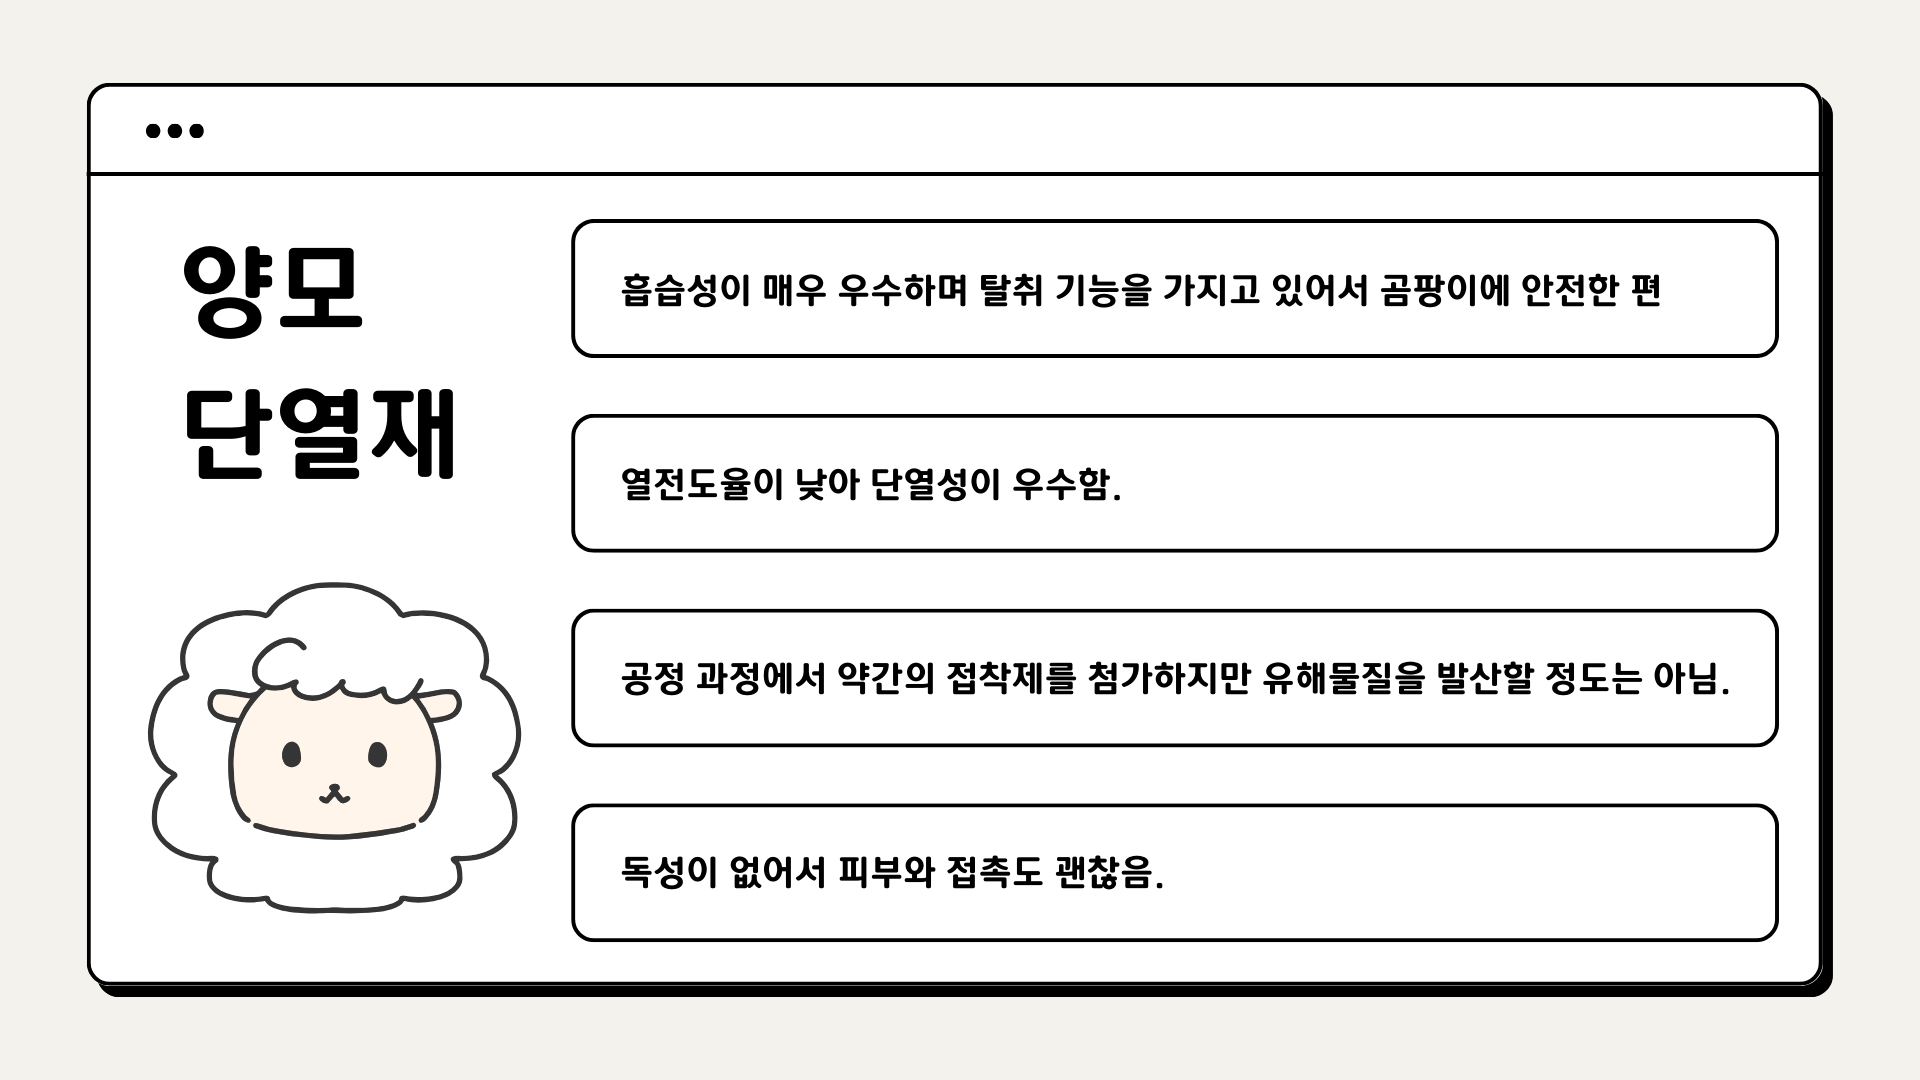 양모
단열재
흡습성이 매우 우수하며 탈취 기능을 가지고 있어서 곰팡이에 안전한 편
열전도율이 낮아 단열성이 우수함.
공정 과정에서 약간의 접착제를 첨가하지만 유해물질을 발산할 정도는 아님.
독성이 없어서 피부와 접촉도 괜찮음.